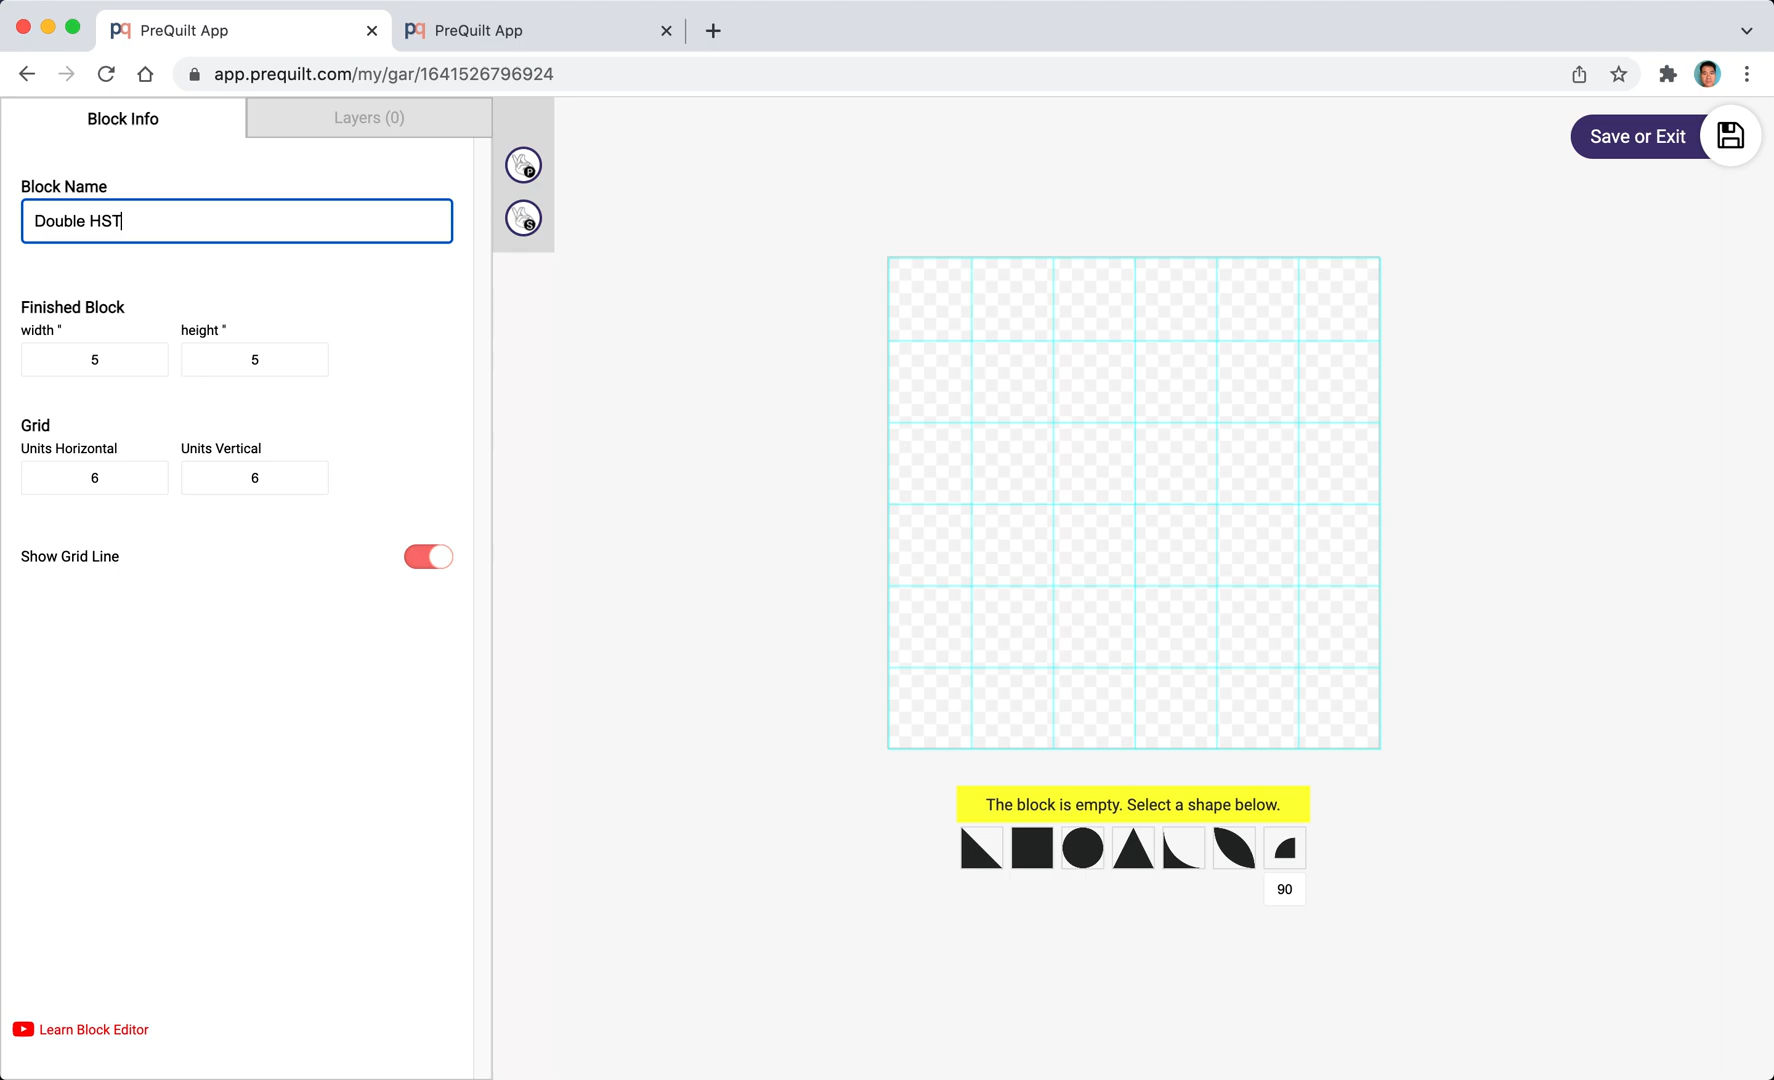 pq PreQuilt App
pq PreQuilt App
app.prequilt.com/my/gar/1641526796924
Block Info
Layers (0)
P
S
Save or Exit
Block Name
Double HST
Finished Block
width "
height "
5
5
Grid
Units Horizontal
Units Vertical
6
6
Show Grid Line
The block is empty. Select a shape below.
90
Learn Block Editor